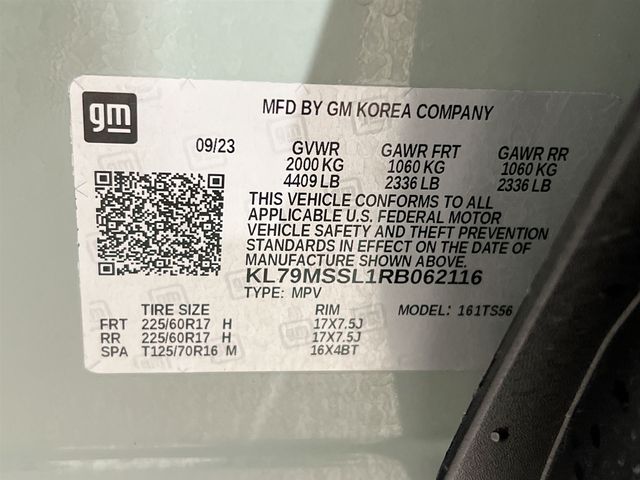 gm
MFD BY GM KOREA COMPANY
09/23 GVWR GAWR FRT GAWR RR
2000 KG 1060 KG 1060 KG
4409 LB 2336 LB 2336 LB
THIS VEHICLE CONFORMS TO ALL
APPLICABLE U.S. FEDERAL MOTOR
VEHICLE SAFETY AND THEFT PREVENTION
STANDARDS IN EFFECT ON THE DATE OF
MANUFACTURE SHOWN ABOVE.
KL79MSSL1RB062116
TYPE: MPV
TIRE SIZE RIM MODEL: 161TS56
FRT 225/60R17 H 17X7.5J
RR 225/60R17 H 17X7.5J
SPA T125/70R16 M 16X4BT